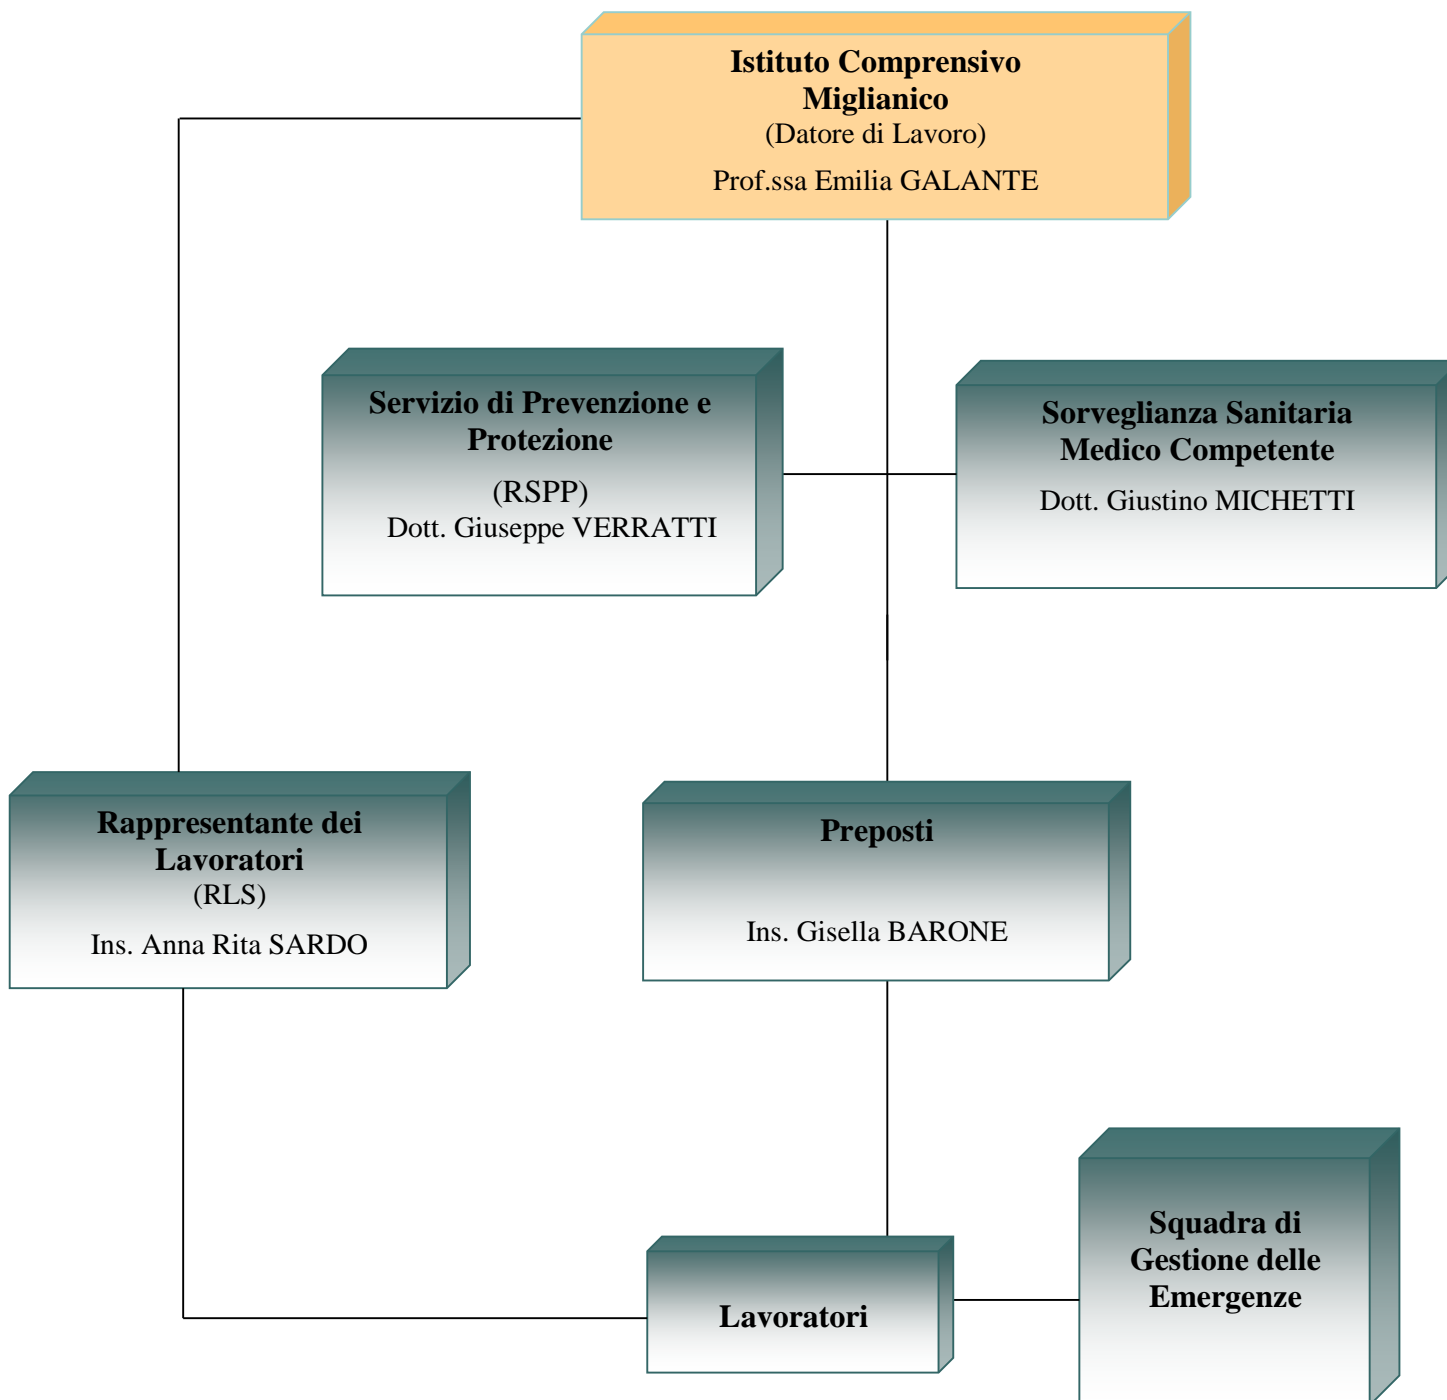 Istituto Comprensivo
Miglianico
(Datore di Lavoro)
Prof.ssa Emilia GALANTE
Servizio di Prevenzione e
Protezione
(RSPP)
Dott. Giuseppe VERRATTI
Sorveglianza Sanitaria
Medico Competente
Dott. Giustino MICHETTI
Rappresentante dei
Lavoratori
(RLS)
Ins. Anna Rita SARDO
Preposti
Ins. Gisella BARONE
Lavoratori
Squadra di
Gestione delle
Emergenze